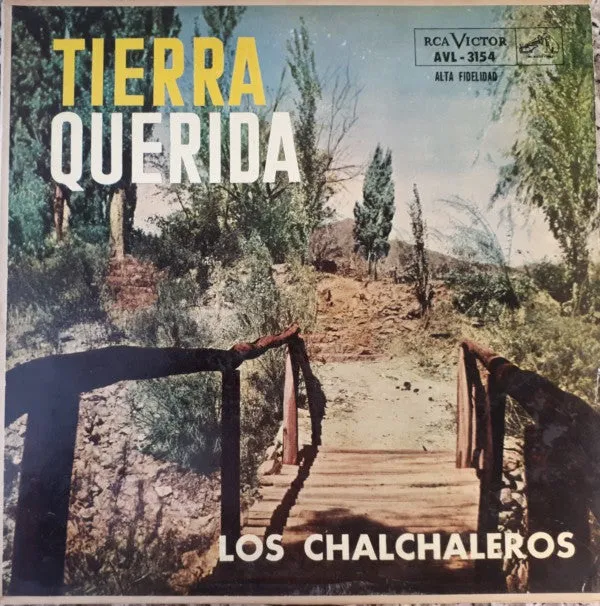 TIERRA
QUERIDA
RCA VICTOR
AVL - 3154
ALTA FIDELIDAD
LOS CHALCHALEROS